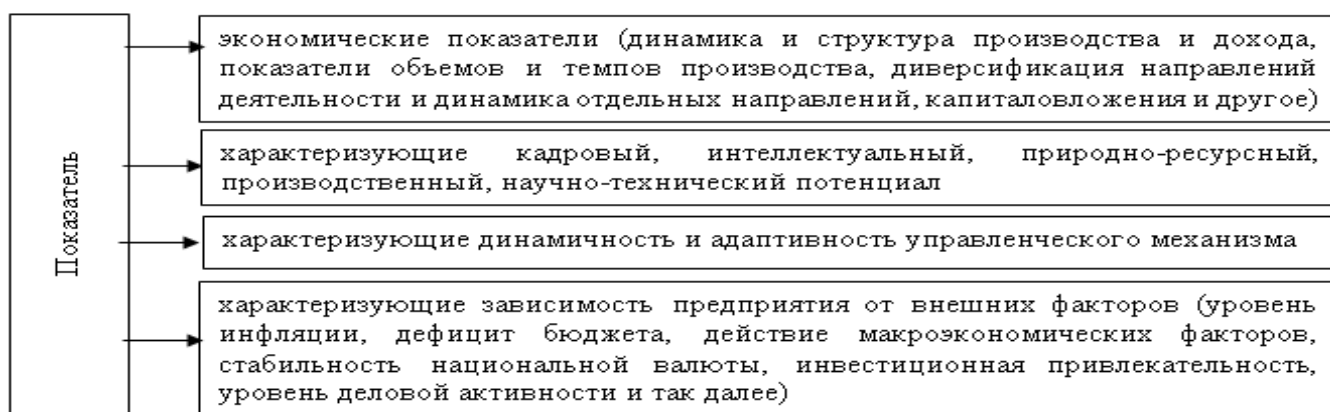 Показатель
экономические показатели (динамика и структура производства и дохода,
показатели объемов и темпов производства, диверсификация направлений
деятельности и динамика отдельных направлений, капиталовложения и другое)
характеризующие кадровый, интеллектуальный, природно-ресурсный,
производственный, научно-технический потенциал
характеризующие динамичность и адаптивность управленческого механизма
характеризующие зависимость предприятия от внешних факторов (уровень
инфляции, дефицит бюджета, действие макроэкономических факторов,
стабильность национальной валюты, инвестиционная привлекательность,
уровень деловой активности и так далее)